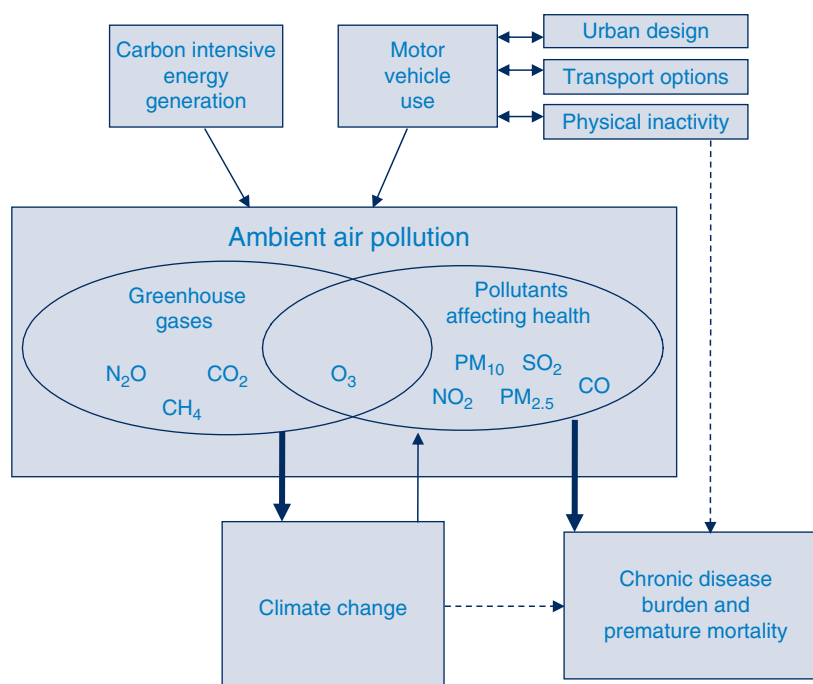 Carbon intensive
energy
generation
Motor
vehicle
use
Urban design
Transport options
Physical inactivity
Ambient air pollution
Greenhouse
gases
N₂O
CO₂
CH₄
O₃
Pollutants
affecting health
PM₁₀
SO₂
NO₂
PM₂.₅
CO
Climate change
Chronic disease
burden and
premature mortality